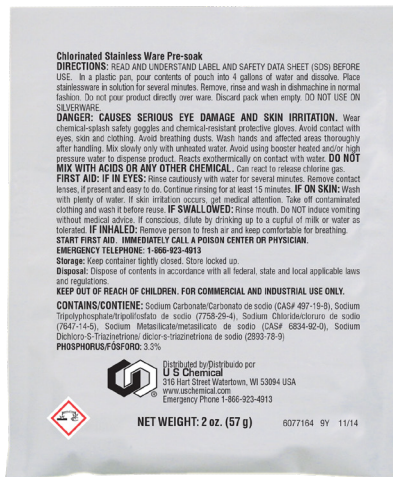 Chlorinated Stainless Ware Pre-soak
DIRECTIONS: READ AND UNDERSTAND LABEL AND SAFETY DATA SHEET (SDS) BEFORE
USE. In a plastic pan, pour contents of pouch into 4 gallons of water and dissolve. Place
stainlessware in solution for several minutes. Remove, rinse and wash in dishmachine in normal
fashion. Do not pour product directly over ware. Discard pack when empty. DO NOT USE ON
SILVERWARE.
DANGER: CAUSES SERIOUS EYE DAMAGE AND SKIN IRRITATION. Wear
chemical-splash safety goggles and chemical-resistant protective gloves. Avoid contact with
eyes, skin and clothing. Avoid breathing dusts. Wash hands and affected areas thoroughly
after handling. Mix slowly only with unheated water. Avoid using booster heated and/or high
pressure water to dispense product. Reacts exothermically on contact with water. DO NOT
MIX WITH ACIDS OR ANY OTHER CHEMICAL. Can react to release chlorine gas.
FIRST AID: IF IN EYES: Rinse cautiously with water for several minutes. Remove contact
lenses, if present and easy to do. Continue rinsing for at least 15 minutes. IF ON SKIN: Wash
with plenty of water. If skin irritation occurs, get medical attention. Take off contaminated
clothing and wash it before reuse. IF SWALLOWED: Rinse mouth. Do NOT induce vomiting
without medical advice. If conscious, dilute by drinking up to a cupful of milk or water as
tolerated. IF INHALED: Remove person to fresh air and keep comfortable for breathing.
START FIRST AID. IMMEDIATELY CALL A POISON CENTER OR PHYSICIAN.
EMERGENCY TELEPHONE: 1-866-923-4913
Storage: Keep container tightly closed. Store locked up.
Disposal: Dispose of contents in accordance with all federal, state and local applicable laws
and regulations.
KEEP OUT OF REACH OF CHILDREN. FOR COMMERCIAL AND INDUSTRIAL USE ONLY.
CONTAINS/CONTIENE: Sodium Carbonate/Carbonato de sodio (CAS# 497-19-8), Sodium
Tripolyphosphate/tripolifosfato de sodio (7758-29-4), Sodium Chloride/cloruro de sodio
(7647-14-5), Sodium Metasilicate/metasilicato de sodio (CAS# 6834-92-0), Sodium
Dichloro-S-Triazinetrione/ dicior-s-triazinetriona de sodio (2893-78-9)
PHOSPHORUS/FÓSFORO: 3.3%
Distributed by/Distribuido por
U S Chemical
316 Hart Street Watertown, WI 53094 USA
www.uschemical.com
Emergency Phone 1-866-923-4913
NET WEIGHT: 2 oz. (57 g) 6077164 9Y 11/14